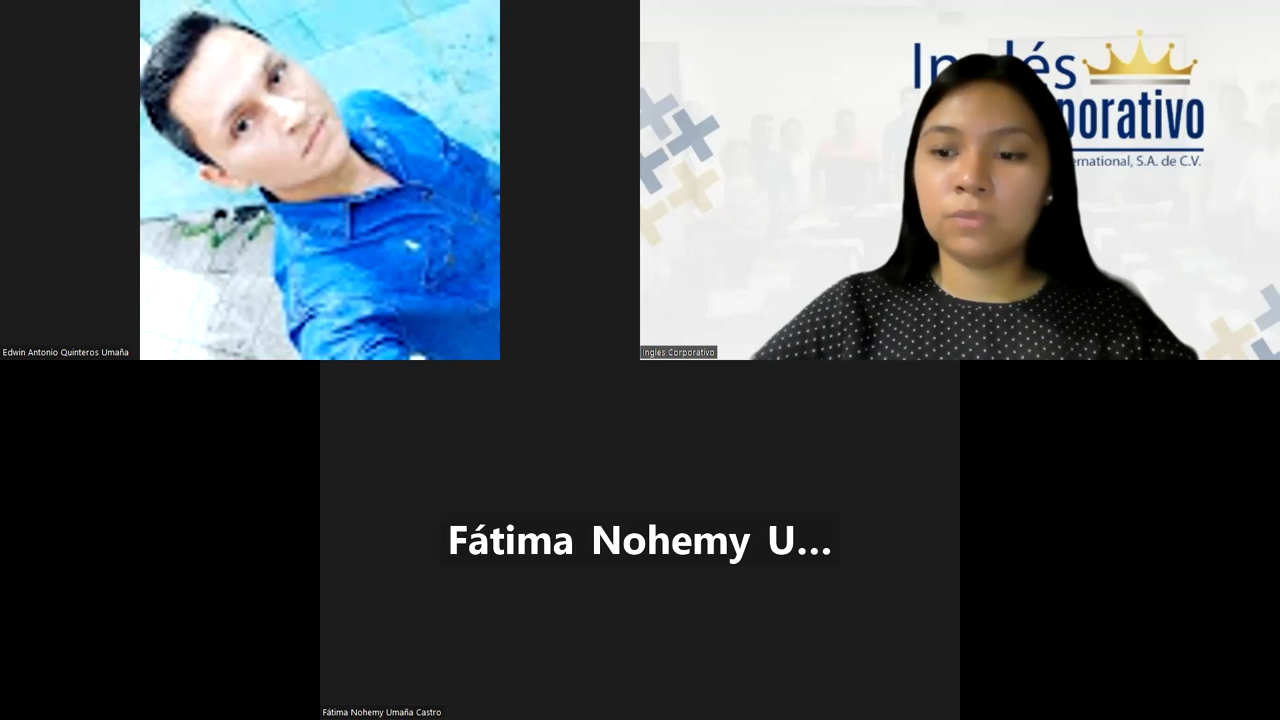 Inglés
Corporativo
International, S.A. de C.V.
Edwin Antonio Quinteros Umaña
Ingles Corporativo
Fátima Nohemy U...
Fátima Nohemy Umaña Castro